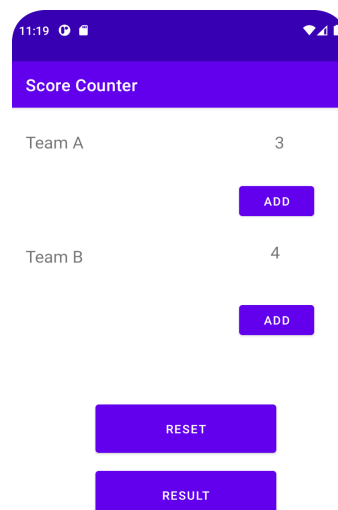 11:19
Score Counter
Team A 3
ADD
Team B 4
ADD
RESET
RESULT